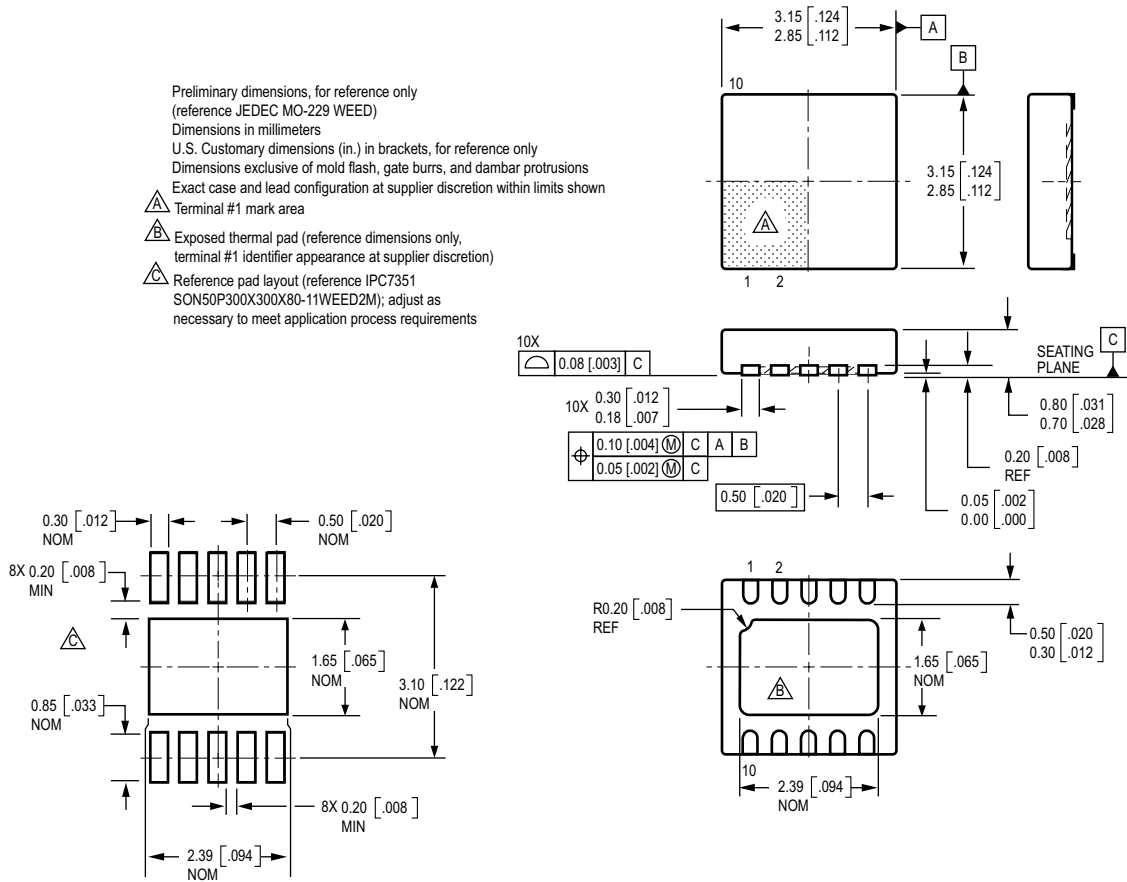 Preliminary dimensions, for reference only
(reference JEDEC MO-229 WEED)
Dimensions in millimeters
U.S. Customary dimensions (in.) in brackets, for reference only
Dimensions exclusive of mold flash, gate burrs, and dambar protrusions
Exact case and lead configuration at supplier discretion within limits shown
A Terminal #1 mark area
B Exposed thermal pad (reference dimensions only,
terminal #1 identifier appearance at supplier discretion)
C Reference pad layout (reference IPC7351
SON50P300X300X80-11WEED2M); adjust as
necessary to meet application process requirements
3.15 [.124]
2.85 [.112]
A
B
10
3.15 [.124]
2.85 [.112]
A
1 2
10X
0.08 [.003] C
SEATING
PLANE
C
10X 0.30 [.012]
0.18 [.007]
0.10 [.004] Ⓜ C A B
0.05 [.002] Ⓜ C
0.80 [.031]
0.70 [.028]
0.20 [.008]
REF
0.05 [.002]
0.00 [.000]
0.50 [.020]
0.30 [.012]
NOM
0.50 [.020]
NOM
8X 0.20 [.008]
MIN
C
1.65 [.065]
NOM
3.10 [.122]
NOM
0.85 [.033]
NOM
8X 0.20 [.008]
MIN
2.39 [.094]
NOM
1 2
R0.20 [.008]
REF
0.50 [.020]
0.30 [.012]
1.65 [.065]
NOM
B
10
2.39 [.094]
NOM